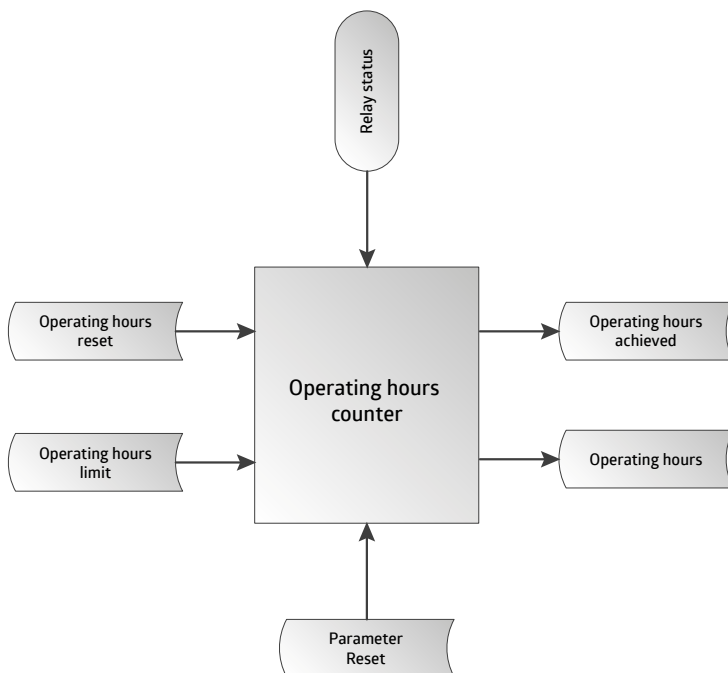 Relay status
Operating hours
reset
Operating hours
achieved
Operating hours
counter
Operating hours
limit
Operating hours
Parameter
Reset